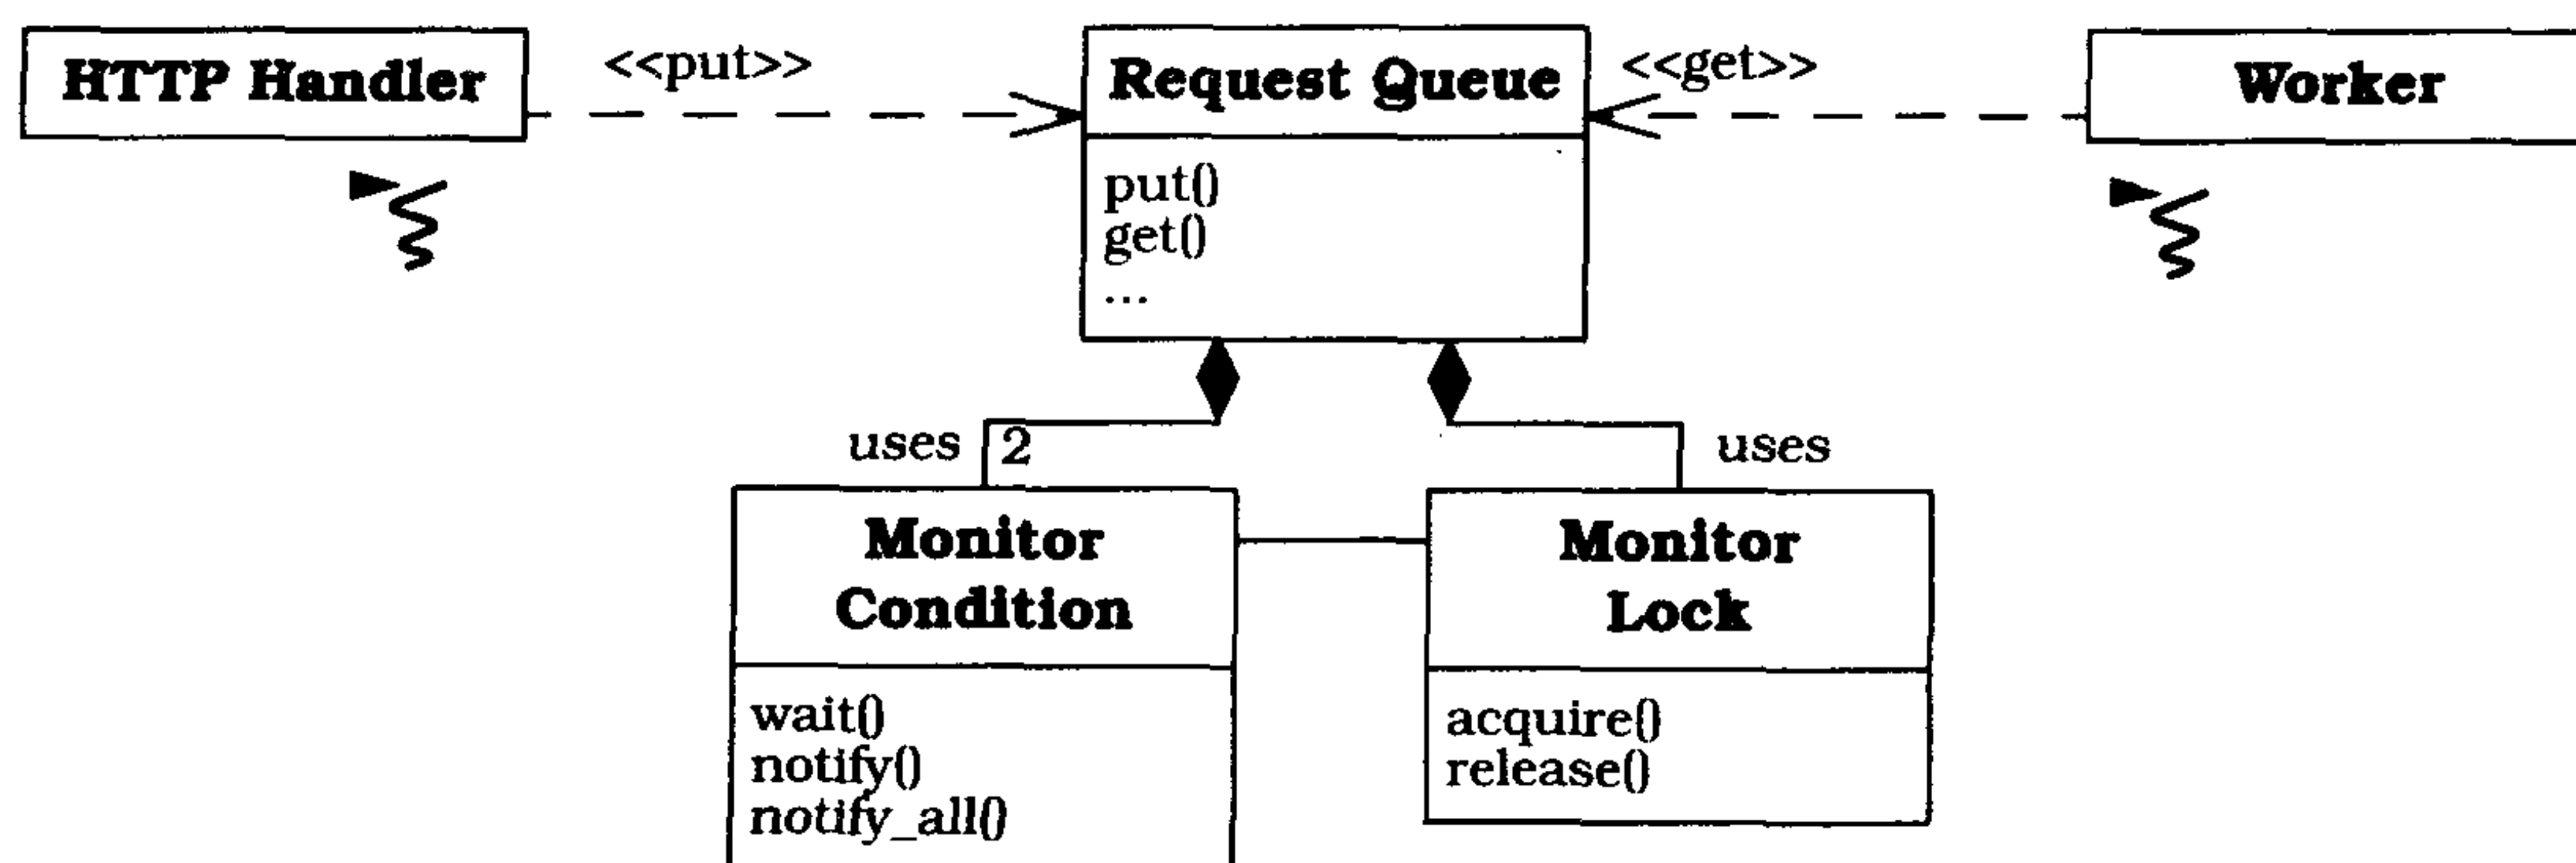 HTTP Handler
<<put>>
Request Queue
<<get>>
Worker
put()
get()
...
uses
2
uses
Monitor
Condition
Monitor
Lock
wait()
notify()
notify_all()
acquire()
release()